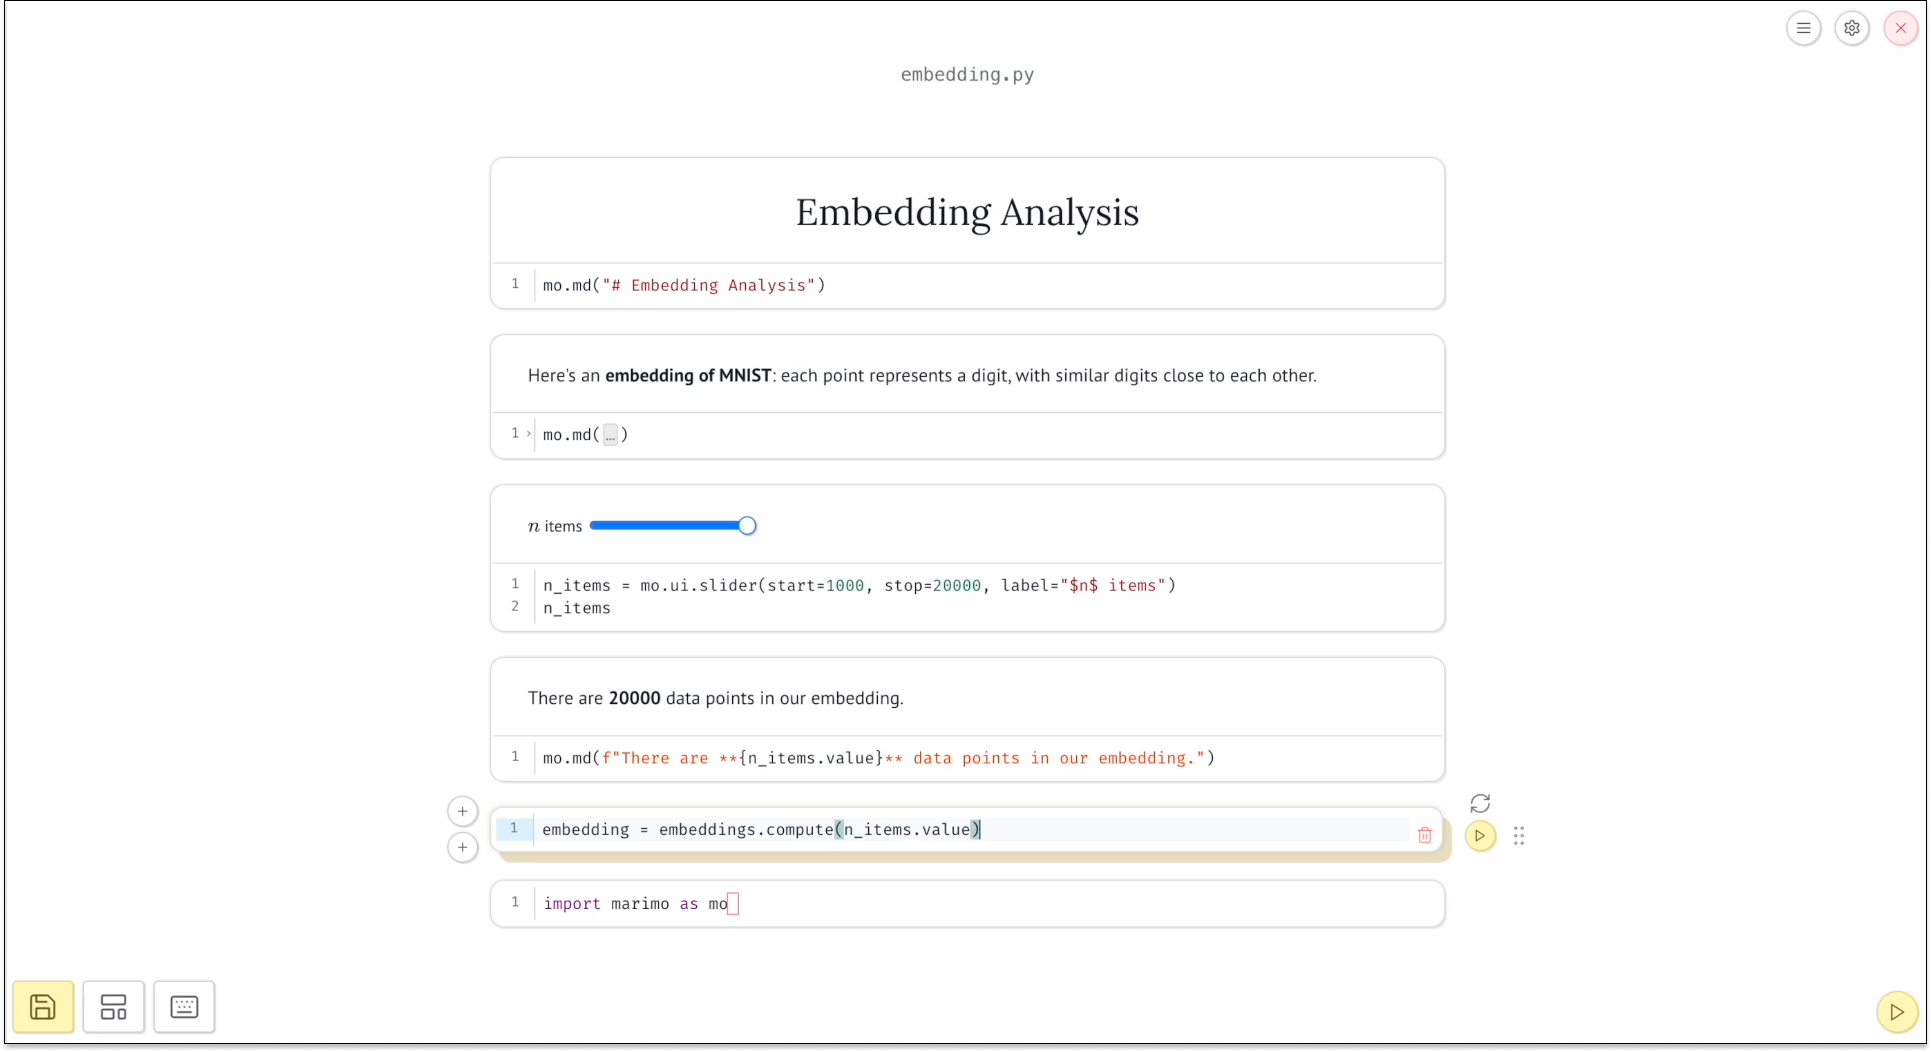 embedding.py
Embedding Analysis
1 mo.md("# Embedding Analysis")
Here's an embedding of MNIST: each point represents a digit, with similar digits close to each other.
1 › mo.md(…)
n items
1 n_items = mo.ui.slider(start=1000, stop=20000, label="$n$ items")
2 n_items
There are 20000 data points in our embedding.
1 mo.md(f"There are **{n_items.value}** data points in our embedding.")
1 embedding = embeddings.compute(n_items.value)
1 import marimo as mo